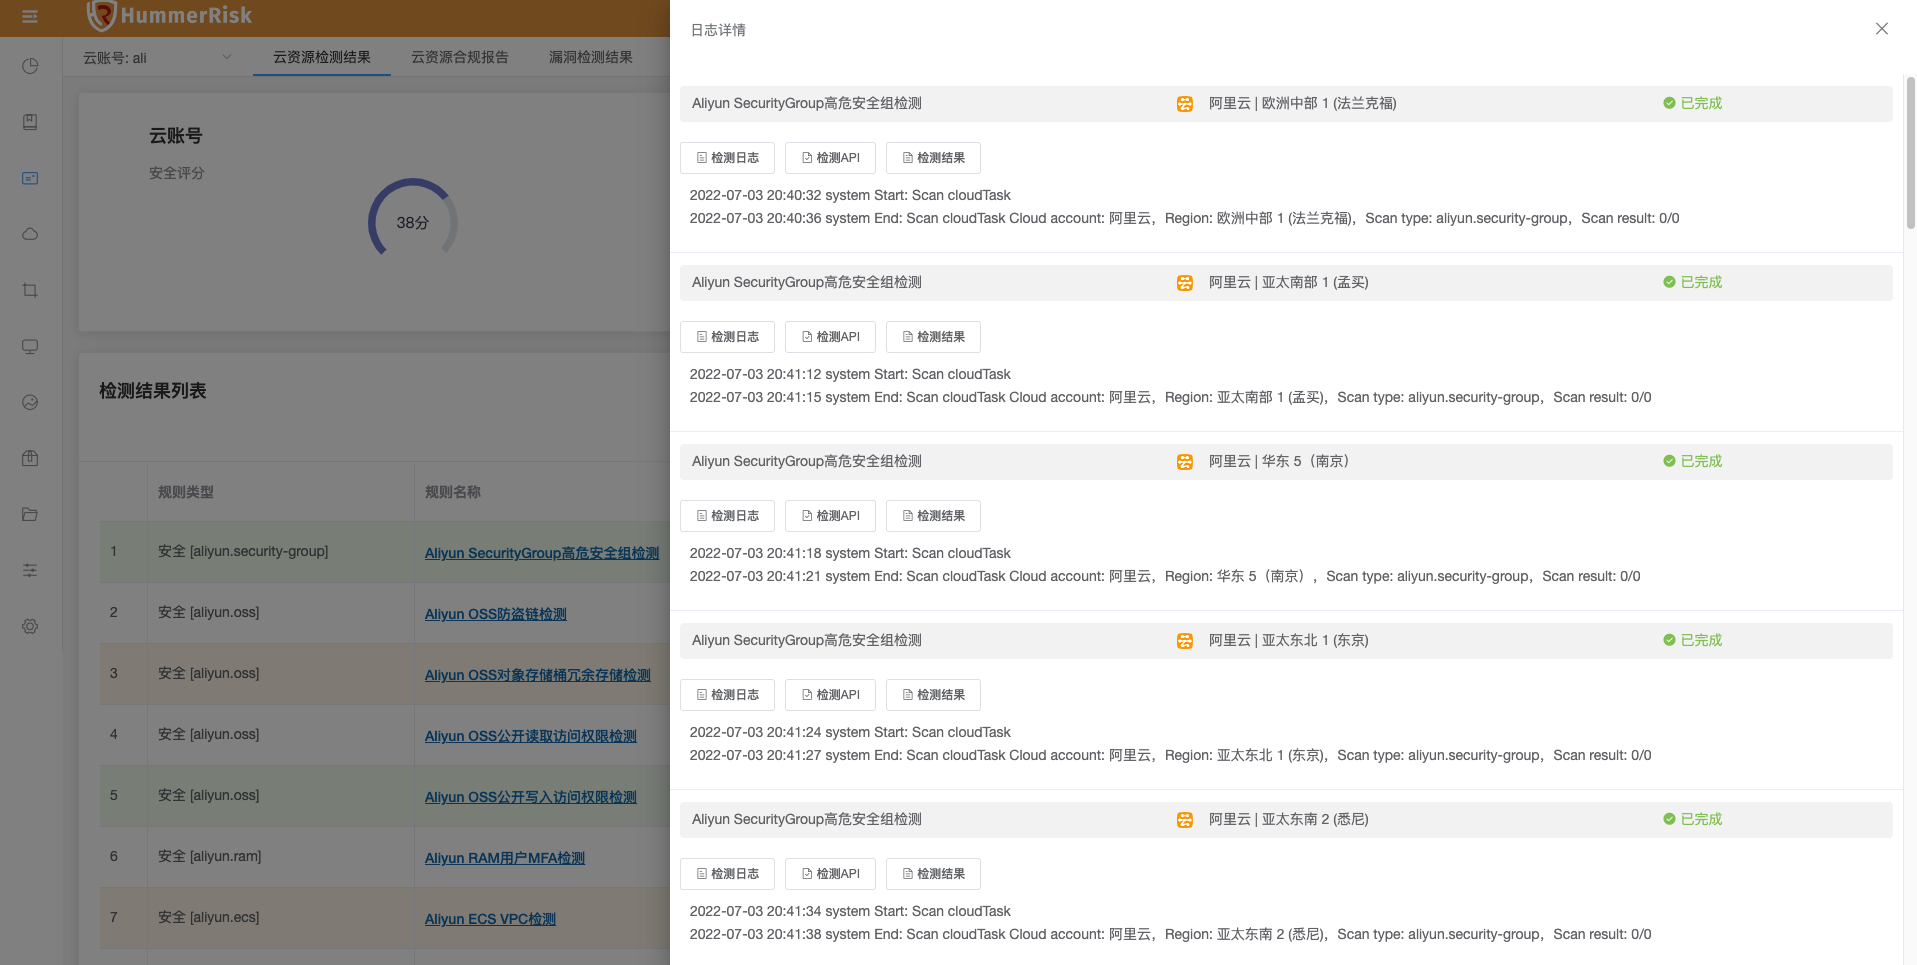 HummerRisk
云账号: ali
云资源检测结果
云资源合规报告
漏洞检测结果
云账号
安全评分
38分
检测结果列表
规则类型 规则名称
1 安全 [aliyun.security-group] Aliyun SecurityGroup高危安全组检测
2 安全 [aliyun.oss] Aliyun OSS防盗链检测
3 安全 [aliyun.oss] Aliyun OSS对象存储桶冗余存储检测
4 安全 [aliyun.oss] Aliyun OSS公开读取访问权限检测
5 安全 [aliyun.oss] Aliyun OSS公开写入访问权限检测
6 安全 [aliyun.ram] Aliyun RAM用户MFA检测
7 安全 [aliyun.ecs] Aliyun ECS VPC检测
日志详情
Aliyun SecurityGroup高危安全组检测 阿里云 | 欧洲中部 1 (法兰克福) 已完成
检测日志 检测API 检测结果
2022-07-03 20:40:32 system Start: Scan cloudTask
2022-07-03 20:40:36 system End: Scan cloudTask Cloud account: 阿里云，Region: 欧洲中部 1 (法兰克福)，Scan type: aliyun.security-group，Scan result: 0/0
Aliyun SecurityGroup高危安全组检测 阿里云 | 亚太南部 1 (孟买) 已完成
检测日志 检测API 检测结果
2022-07-03 20:41:12 system Start: Scan cloudTask
2022-07-03 20:41:15 system End: Scan cloudTask Cloud account: 阿里云，Region: 亚太南部 1 (孟买)，Scan type: aliyun.security-group，Scan result: 0/0
Aliyun SecurityGroup高危安全组检测 阿里云 | 华东 5（南京） 已完成
检测日志 检测API 检测结果
2022-07-03 20:41:18 system Start: Scan cloudTask
2022-07-03 20:41:21 system End: Scan cloudTask Cloud account: 阿里云，Region: 华东 5（南京），Scan type: aliyun.security-group，Scan result: 0/0
Aliyun SecurityGroup高危安全组检测 阿里云 | 亚太东北 1 (东京) 已完成
检测日志 检测API 检测结果
2022-07-03 20:41:24 system Start: Scan cloudTask
2022-07-03 20:41:27 system End: Scan cloudTask Cloud account: 阿里云，Region: 亚太东北 1 (东京)，Scan type: aliyun.security-group，Scan result: 0/0
Aliyun SecurityGroup高危安全组检测 阿里云 | 亚太东南 2 (悉尼) 已完成
检测日志 检测API 检测结果
2022-07-03 20:41:34 system Start: Scan cloudTask
2022-07-03 20:41:38 system End: Scan cloudTask Cloud account: 阿里云，Region: 亚太东南 2 (悉尼)，Scan type: aliyun.security-group，Scan result: 0/0